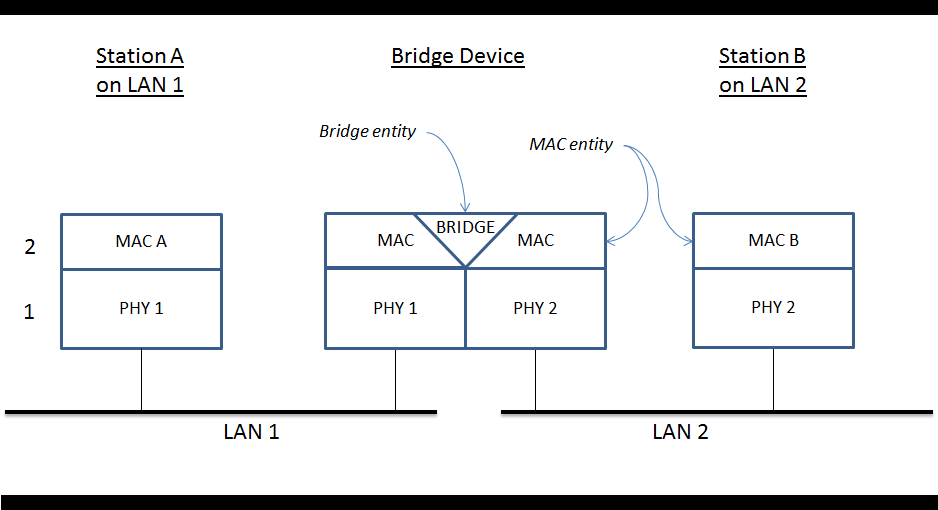 Station A
on LAN 1
Bridge Device
Station B
on LAN 2
Bridge entity
MAC entity
2
MAC A
MAC
BRIDGE
MAC
MAC B
1
PHY 1
PHY 1
PHY 2
PHY 2
LAN 1
LAN 2